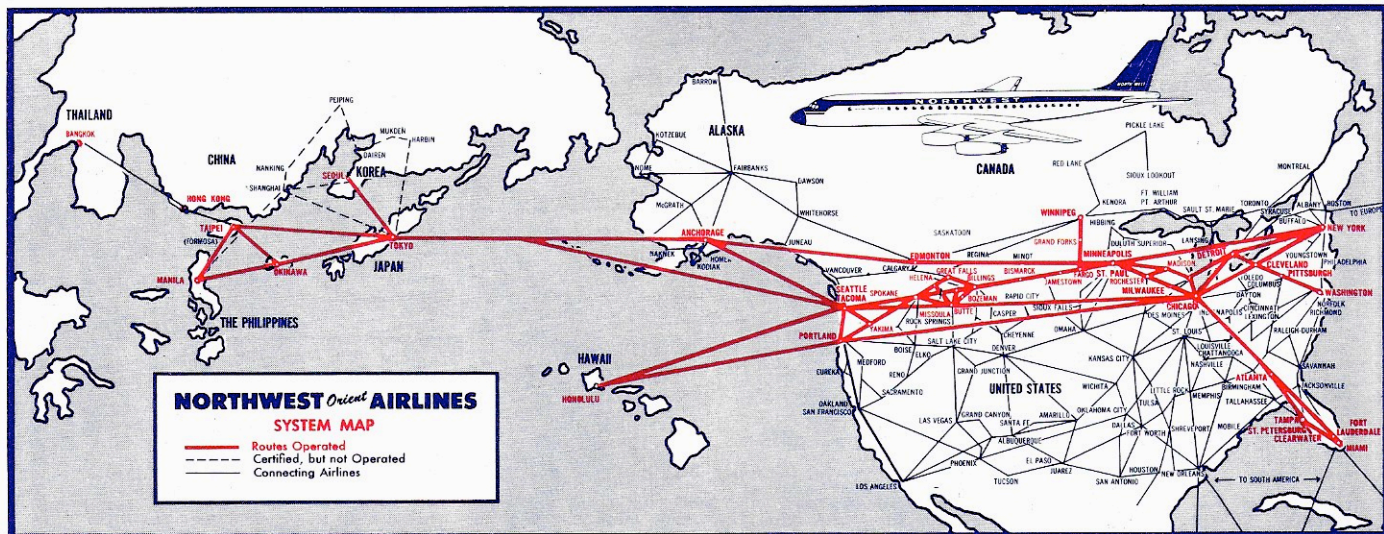 BARROW
THAILAND
BANGKOK
PEIPING
MUKDEN
HARBIN
DAIREN
CHINA
NANKING
SHANGHAI
SEOUL
KOREA
HONG KONG
TAIPEI
(FORMOSA)
TOKYO
OKINAWA
JAPAN
MANILA
THE PHILIPPINES
NORTHWEST
KOTZEBUE
ALASKA
NOME
FAIRBANKS
McGRATH
DAWSON
WHITEHORSE
ANCHORAGE
JUNEAU
NAKNEK
HOMER
KODIAK
CANADA
PICKLE LAKE
RED LAKE
SIOUX LOOKOUT
MONTREAL
KENORA
FT WILLIAM
PT. ARTHUR
WINNIPEG
HIBBING
SAULT ST. MARIE
TORONTO
SYRACUSE
ALBANY
BOSTON
BUFFALO
TO EUROPE
NEW YORK
SASKATOON
GRAND FORKS
DULUTH SUPERIOR
LANSING
DETROIT
YOUNGSTOWN
PHILADELPHIA
EDMONTON
REGINA
MINOT
MINNEAPOLIS
ST. PAUL
MADISON
CLEVELAND
PITTSBURGH
VANCOUVER
CALGARY
GREAT FALLS
HELENA
BILLINGS
BISMARCK
FARGO
JAMESTOWN
ROCHESTER
MILWAUKEE
TOLEDO
COLUMBUS
WASHINGTON
SEATTLE
TACOMA
SPOKANE
MISSOULA
BUTTE
BOZEMAN
RAPID CITY
SIOUX FALLS
CHICAGO
DAYTON
NORFOLK
RICHMOND
PORTLAND
YAKIMA
ROCK SPRINGS
CASPER
CHEYENNE
OMAHA
DES MOINES
INDIANAPOLIS
CINCINNATI
LEXINGTON
RALEIGH-DURHAM
BOISE
ELKO
SALT LAKE CITY
DENVER
ST. LOUIS
LOUISVILLE
CHATTANOOGA
NASHVILLE
HAWAII
HONOLULU
MEDFORD
EUREKA
RENO
SACRAMENTO
GRAND JUNCTION
KANSAS CITY
UNITED STATES
WICHITA
LITTLE ROCK
MEMPHIS
ATLANTA
BIRMINGHAM
TALLAHASSEE
SAVANNAH
JACKSONVILLE
OAKLAND
SAN FRANCISCO
LAS VEGAS
GRAND CANYON
SANTA FE
AMARILLO
OKLAHOMA CITY
TULSA
ALBUQUERQUE
DALLAS
FORT WORTH
SHREVEPORT
MOBILE
TAMPA
ST. PETERSBURG
CLEARWATER
FORT
LAUDERDALE
MIAMI
PHOENIX
LOS ANGELES
TUCSON
EL PASO
JUAREZ
SAN ANTONIO
HOUSTON
NEW ORLEANS
TO SOUTH AMERICA
NORTHWEST Orient AIRLINES
SYSTEM MAP
Routes Operated
Certified, but not Operated
Connecting Airlines